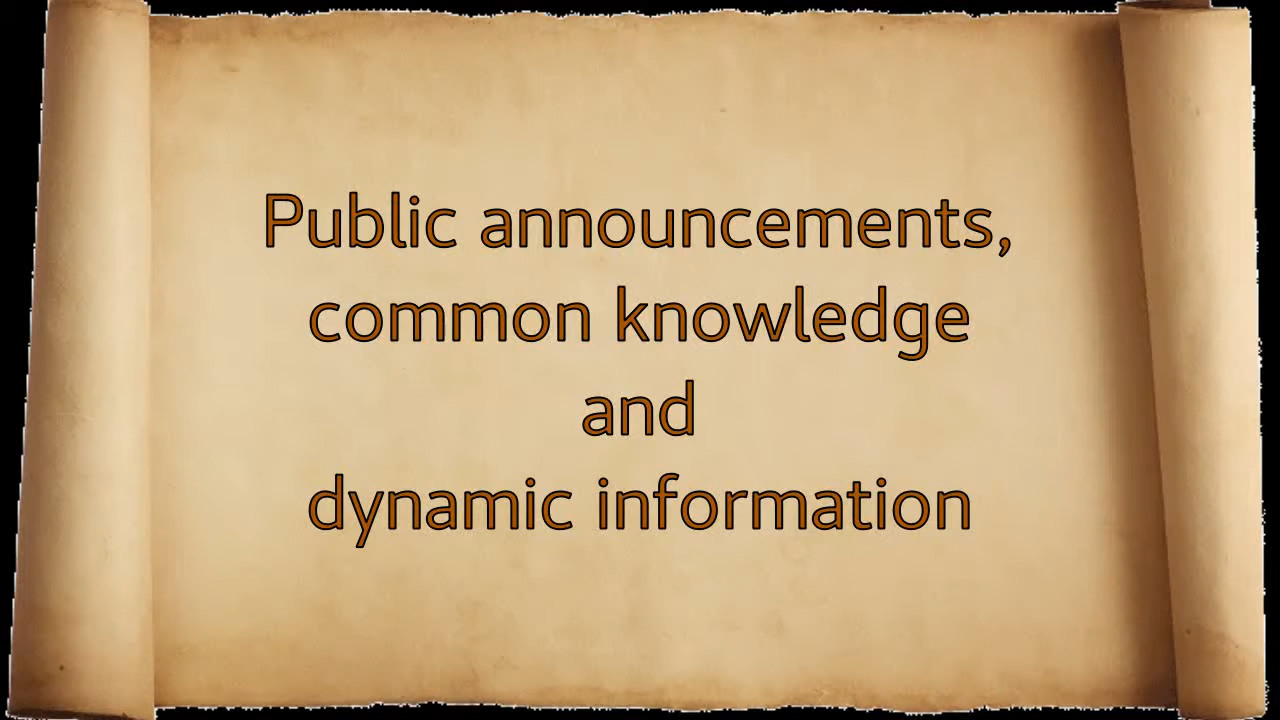 Public announcements,
common knowledge
and
dynamic information